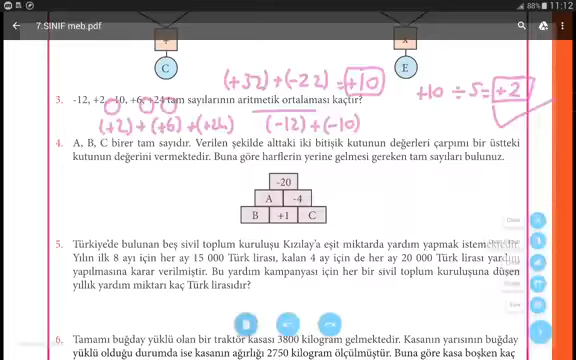 88% 11:12
7.SINIF meb.pdf
+
x
C
E
(+32)+(-22)=+10
+10 ÷ 5=+2
3. -12, +2, -10, +6, +24 tam sayılarının aritmetik ortalaması kaçtır?
(+2)+(+6)+(+24) (-12)+(-10)
4. A, B, C birer tam sayıdır. Verilen şekilde alttaki iki bitişik kutunun değerleri çarpımı bir üstteki
kutunun değerini vermektedir. Buna göre harflerin yerine gelmesi gereken tam sayıları bulunuz.
-20
A -4
B +1 C
5. Türkiye'de bulunan beş sivil toplum kuruluşu Kızılay'a eşit miktarda yardım yapmak istemektedir.
Yılın ilk 8 ayı için her ay 15 000 Türk lirası, kalan 4 ay için de her ay 20 000 Türk lirası yardım
yapılmasına karar verilmiştir. Bu yardım kampanyası için her bir sivil toplum kuruluşuna düşen
yıllık yardım miktarı kaç Türk lirasıdır?
6. Tamamı buğday yüklü olan bir traktör kasası 3800 kilogram gelmektedir. Kasanın yarısının buğday
yüklü olduğu durumda ise kasanın ağırlığı 2750 kilogram ölçülmüştür. Buna göre kasa boşken kaç